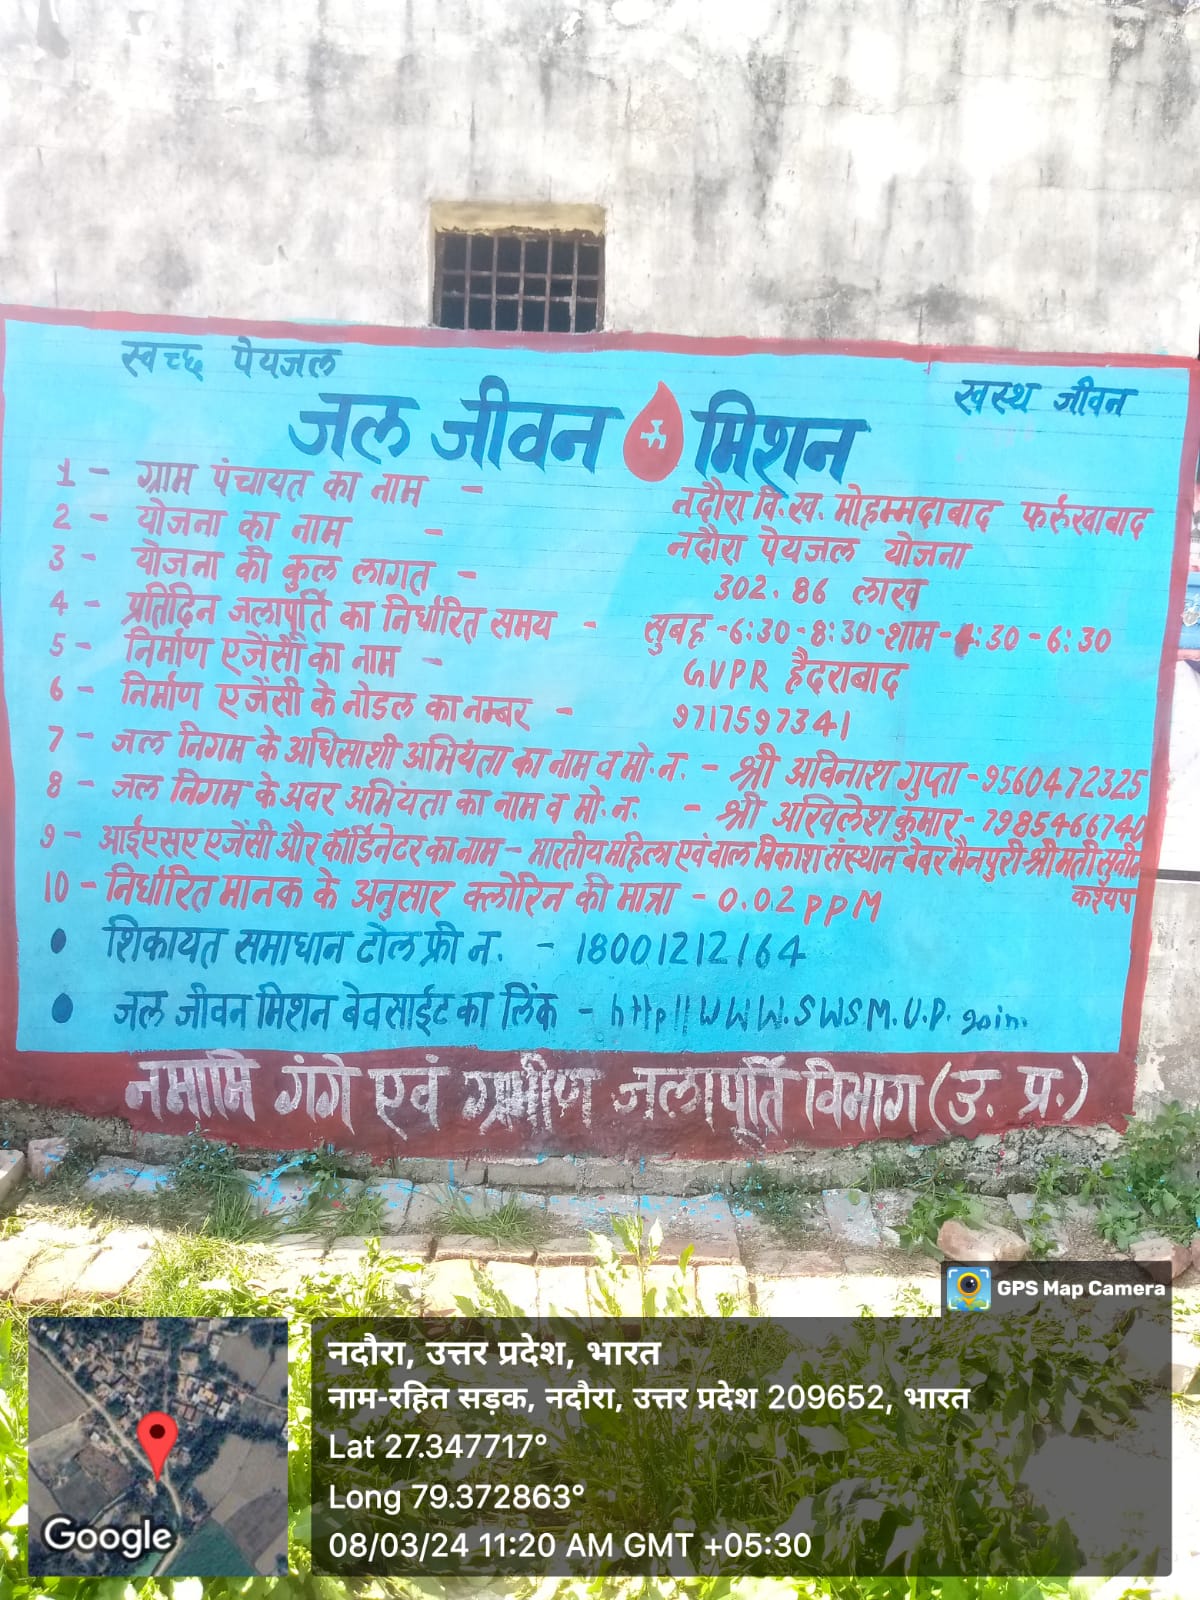 स्वच्छ पेयजल
स्वस्थ जीवन
जल जीवन मिशन
1 - ग्राम पंचायत का नाम - नदौरा वि.ख. मोहम्मदाबाद फर्रुखाबाद
2 - योजना का नाम - नदौरा पेयजल योजना
3 - योजना की कुल लागत - 302.86 लाख
4 - प्रतिदिन जलापूर्ति का निर्धारित समय - सुबह -6:30-8:30-शाम-4:30-6:30
5 - निर्माण एजेंसी का नाम - GVPR हैदराबाद
6 - निर्माण एजेंसी के नोडल का नम्बर - 9717597341
7 - जल निगम के अधिसाशी अभियंता का नाम व मो.न. - श्री अविनाश गुप्ता-9560472325
8 - जल निगम के अवर अभियंता का नाम व मो.न. - श्री अखिलेश कुमार-7985466740
9 - आईएसए एजेंसी और कॉर्डिनेटर का नाम - भारतीय महिला एवं बाल विकाश संस्थान बेवर मैनपुरी श्रीमती सुनीता
कश्यप
10 - निर्धारित मानक के अनुसार क्लोरिन की मात्रा - 0.02 PPM
• शिकायत समाधान टोल फ्री न. - 18001212164
• जल जीवन मिशन बेवसाईट का लिंक - http||WWW.SWSM.U.P.goin.
नमामि गंगे एवं ग्रामीण जलापूर्ति विभाग (उ. प्र.)
GPS Map Camera
नदौरा, उत्तर प्रदेश, भारत
नाम-रहित सड़क, नदौरा, उत्तर प्रदेश 209652, भारत
Lat 27.347717°
Long 79.372863°
08/03/24 11:20 AM GMT +05:30
Google